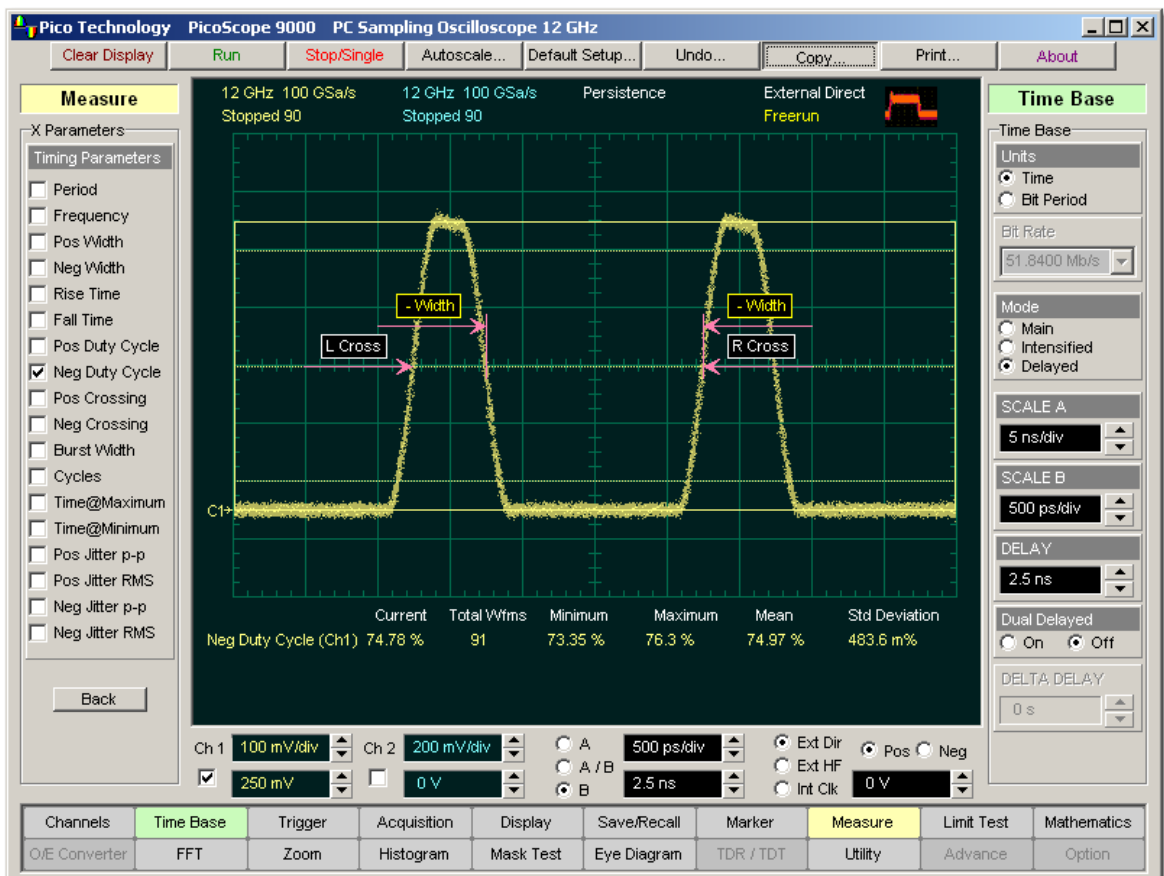 Pico Technology PicoScope 9000 PC Sampling Oscilloscope 12 GHz
Clear Display Run Stop/Single Autoscale... Default Setup... Undo... Copy... Print... About
Measure
X Parameters
Timing Parameters
Period
Frequency
Pos Width
Neg Width
Rise Time
Fall Time
Pos Duty Cycle
Neg Duty Cycle
Pos Crossing
Neg Crossing
Burst Width
Cycles
Time@Maximum
Time@Minimum
Pos Jitter p-p
Pos Jitter RMS
Neg Jitter p-p
Neg Jitter RMS
Back
12 GHz 100 GSa/s 12 GHz 100 GSa/s Persistence External Direct
Stopped 90 Stopped 90 Freerun
- Width - Width
L Cross R Cross
C1
Current Total Wfms Minimum Maximum Mean Std Deviation
Neg Duty Cycle (Ch1) 74.78 % 91 73.35 % 76.3 % 74.97 % 483.6 m%
Time Base
Time Base
Units
Time
Bit Period
Bit Rate
51.8400 Mb/s
Mode
Main
Intensified
Delayed
SCALE A
5 ns/div
SCALE B
500 ps/div
DELAY
2.5 ns
Dual Delayed
On Off
DELTA DELAY
0 s
Ch 1 100 mV/div Ch 2 200 mV/div A 500 ps/div Ext Dir Pos Neg
A / B Ext HF
250 mV 0 V B 2.5 ns Int Clk 0 V
Channels Time Base Trigger Acquisition Display Save/Recall Marker Measure Limit Test Mathematics
O/E Converter FFT Zoom Histogram Mask Test Eye Diagram TDR / TDT Utility Advance Option